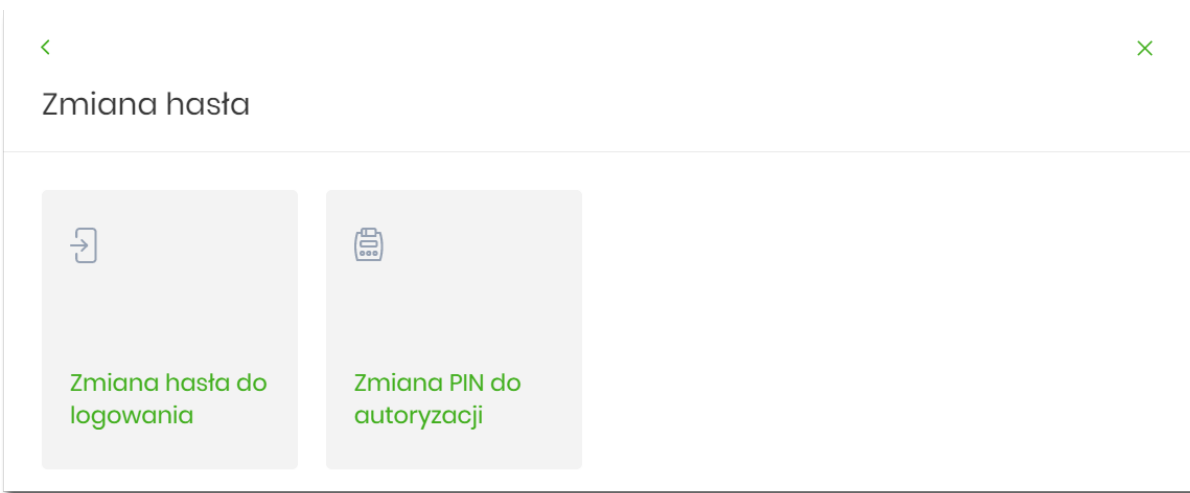 Zmiana hasła
Zmiana hasła do
logowania
Zmiana PIN do
autoryzacji